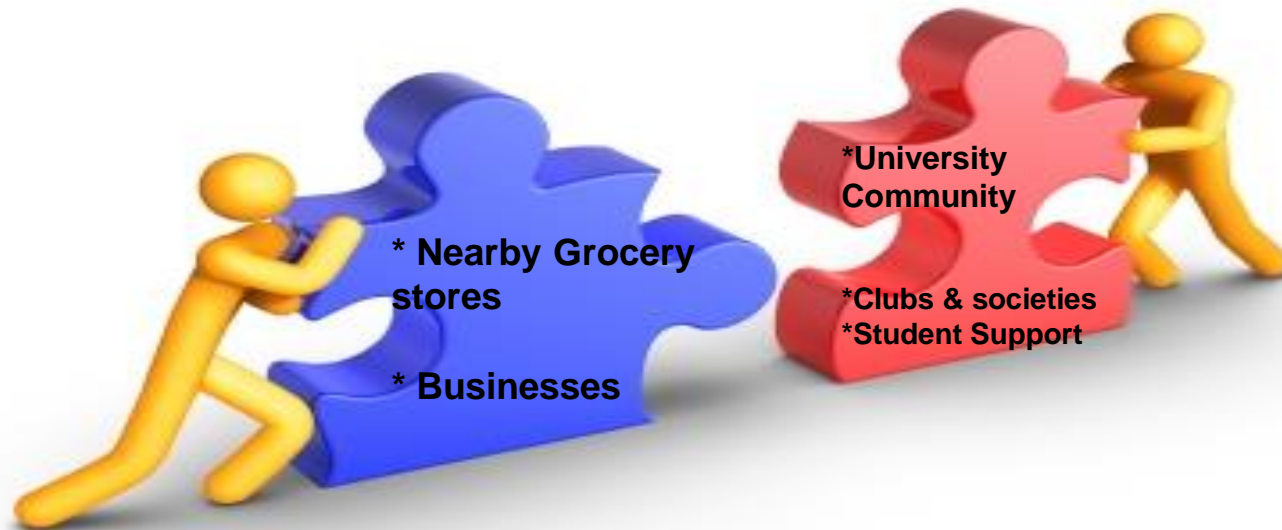 * Nearby Grocery
stores
* Businesses
*University
Community
*Clubs & societies
*Student Support